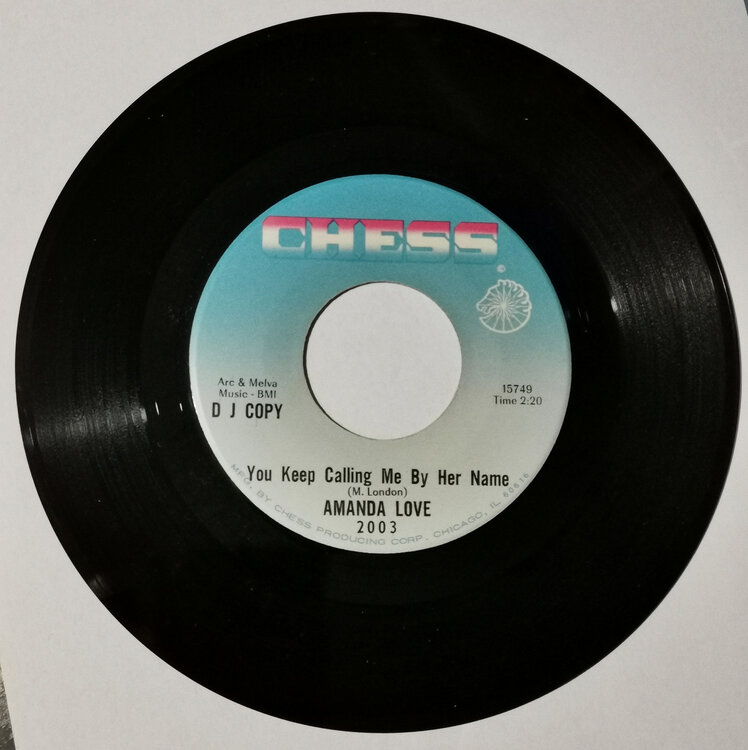 CHESS
®
Arc & Melva
Music - BMI
D J COPY
15749
Time 2:20
You Keep Calling Me By Her Name
(M. London)
AMANDA LOVE
2003
MFG. BY CHESS PRODUCING CORP. CHICAGO, IL. 60616